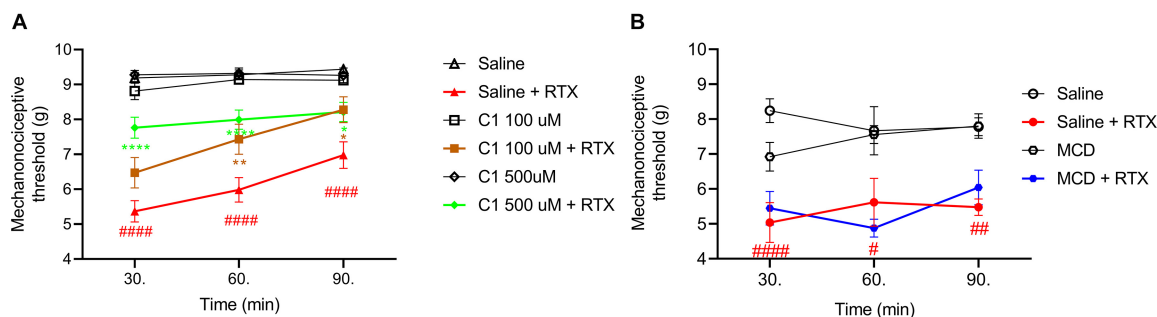 A
Mechanonociceptive
threshold (g)
10
9
8
7
6
5
4
****
****
**
*
*
####
####
####
30.
60.
90.
Time (min)
Saline
Saline + RTX
C1 100 uM
C1 100 uM + RTX
C1 500uM
C1 500 uM + RTX
B
Mechanonociceptive
threshold (g)
10
9
8
7
6
5
4
####
#
##
30.
60.
90.
Time (min)
Saline
Saline + RTX
MCD
MCD + RTX